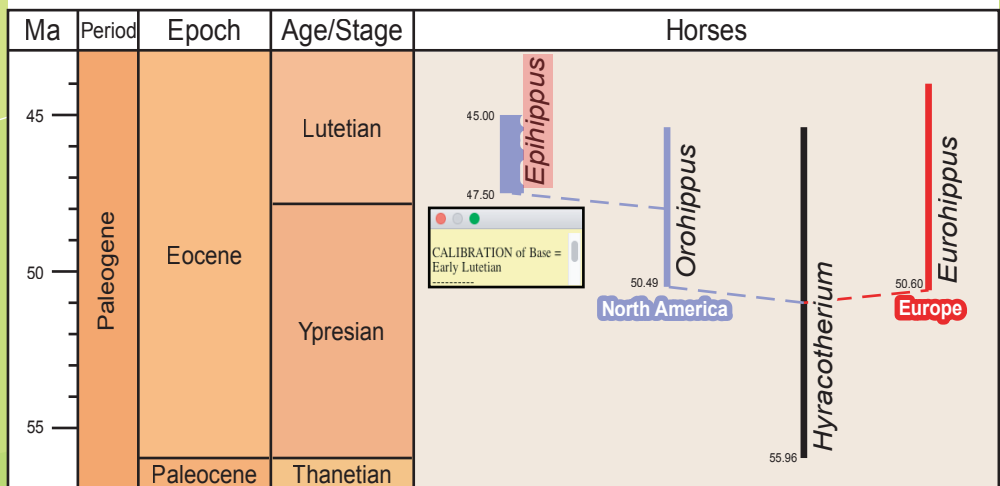 Ma Period Epoch Age/Stage Horses
45
50
55
Paleogene
Eocene
Paleocene
Lutetian
Ypresian
Thanetian
45.00
47.50
Epihippus
CALIBRATION of Base =
Early Lutetian
----------
Orohippus
50.49
North America
Hyracotherium
55.96
Eurohippus
50.60
Europe